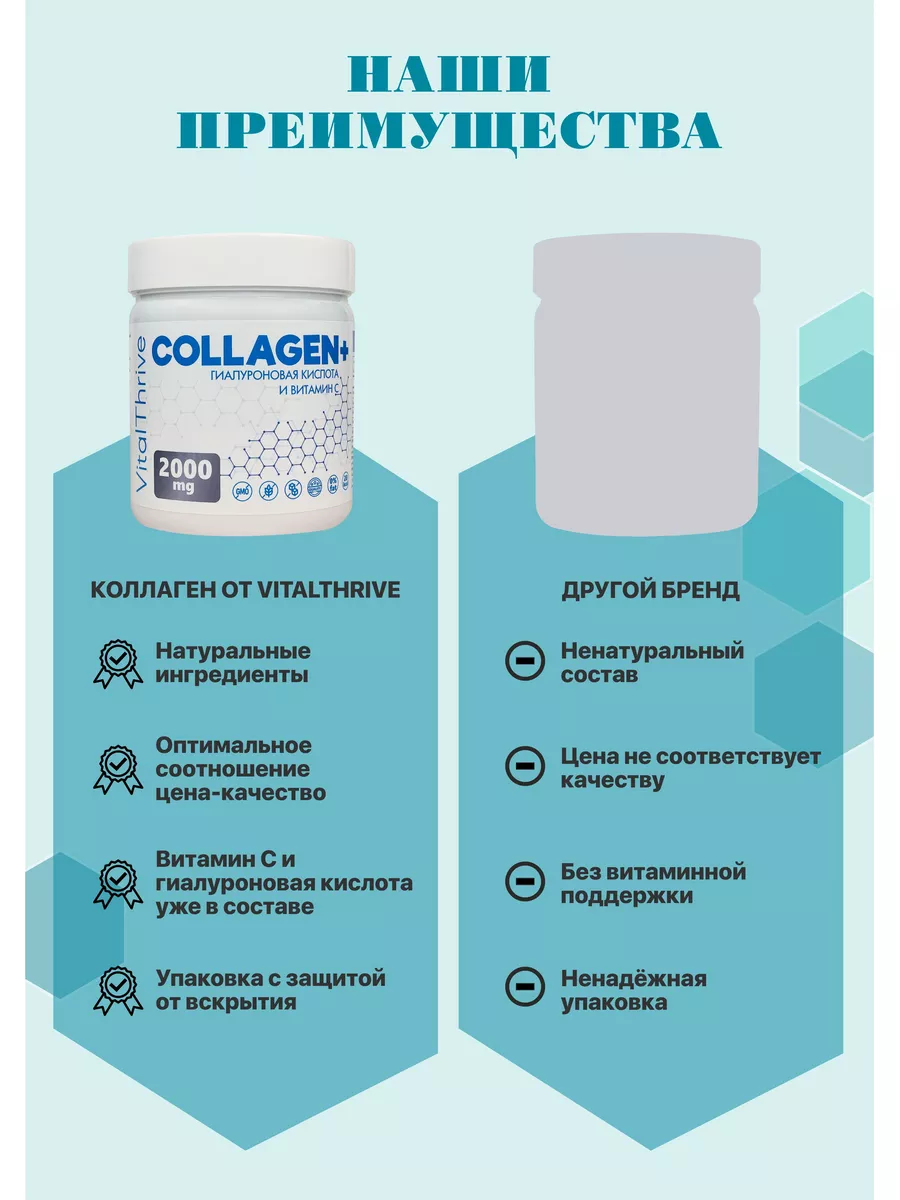 НАШИ
ПРЕИМУЩЕСТВА
VitalThrive
COLLAGEN+
ГИАЛУРОНОВАЯ КИСЛОТА
И ВИТАМИН С
2000
mg
GMO
КОЛЛАГЕН ОТ VITALTHRIVE
Натуральные
ингредиенты
Оптимальное
соотношение
цена-качество
Витамин С и
гиалуроновая кислота
уже в составе
Упаковка с защитой
от вскрытия
ДРУГОЙ БРЕНД
Ненатуральный
состав
Цена не соответствует
качеству
Без витаминной
поддержки
Ненадёжная
упаковка